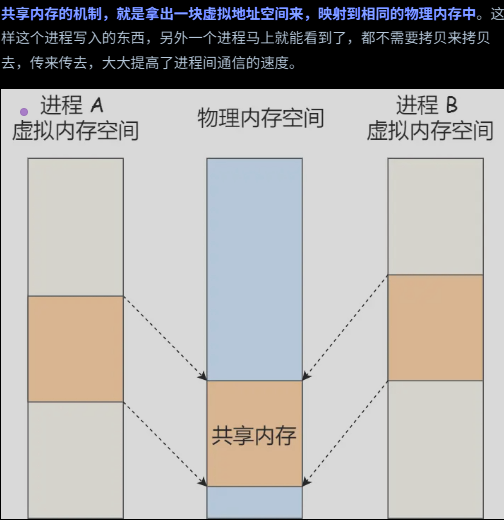 共享内存的机制，就是拿出一块虚拟地址空间来，映射到相同的物理内存中。这
样这个进程写入的东西，另外一个进程马上就能看到了，都不需要拷贝来拷贝
去，传来传去，大大提高了进程间通信的速度。
进程 A
虚拟内存空间
物理内存空间
进程 B
虚拟内存空间
共享内存